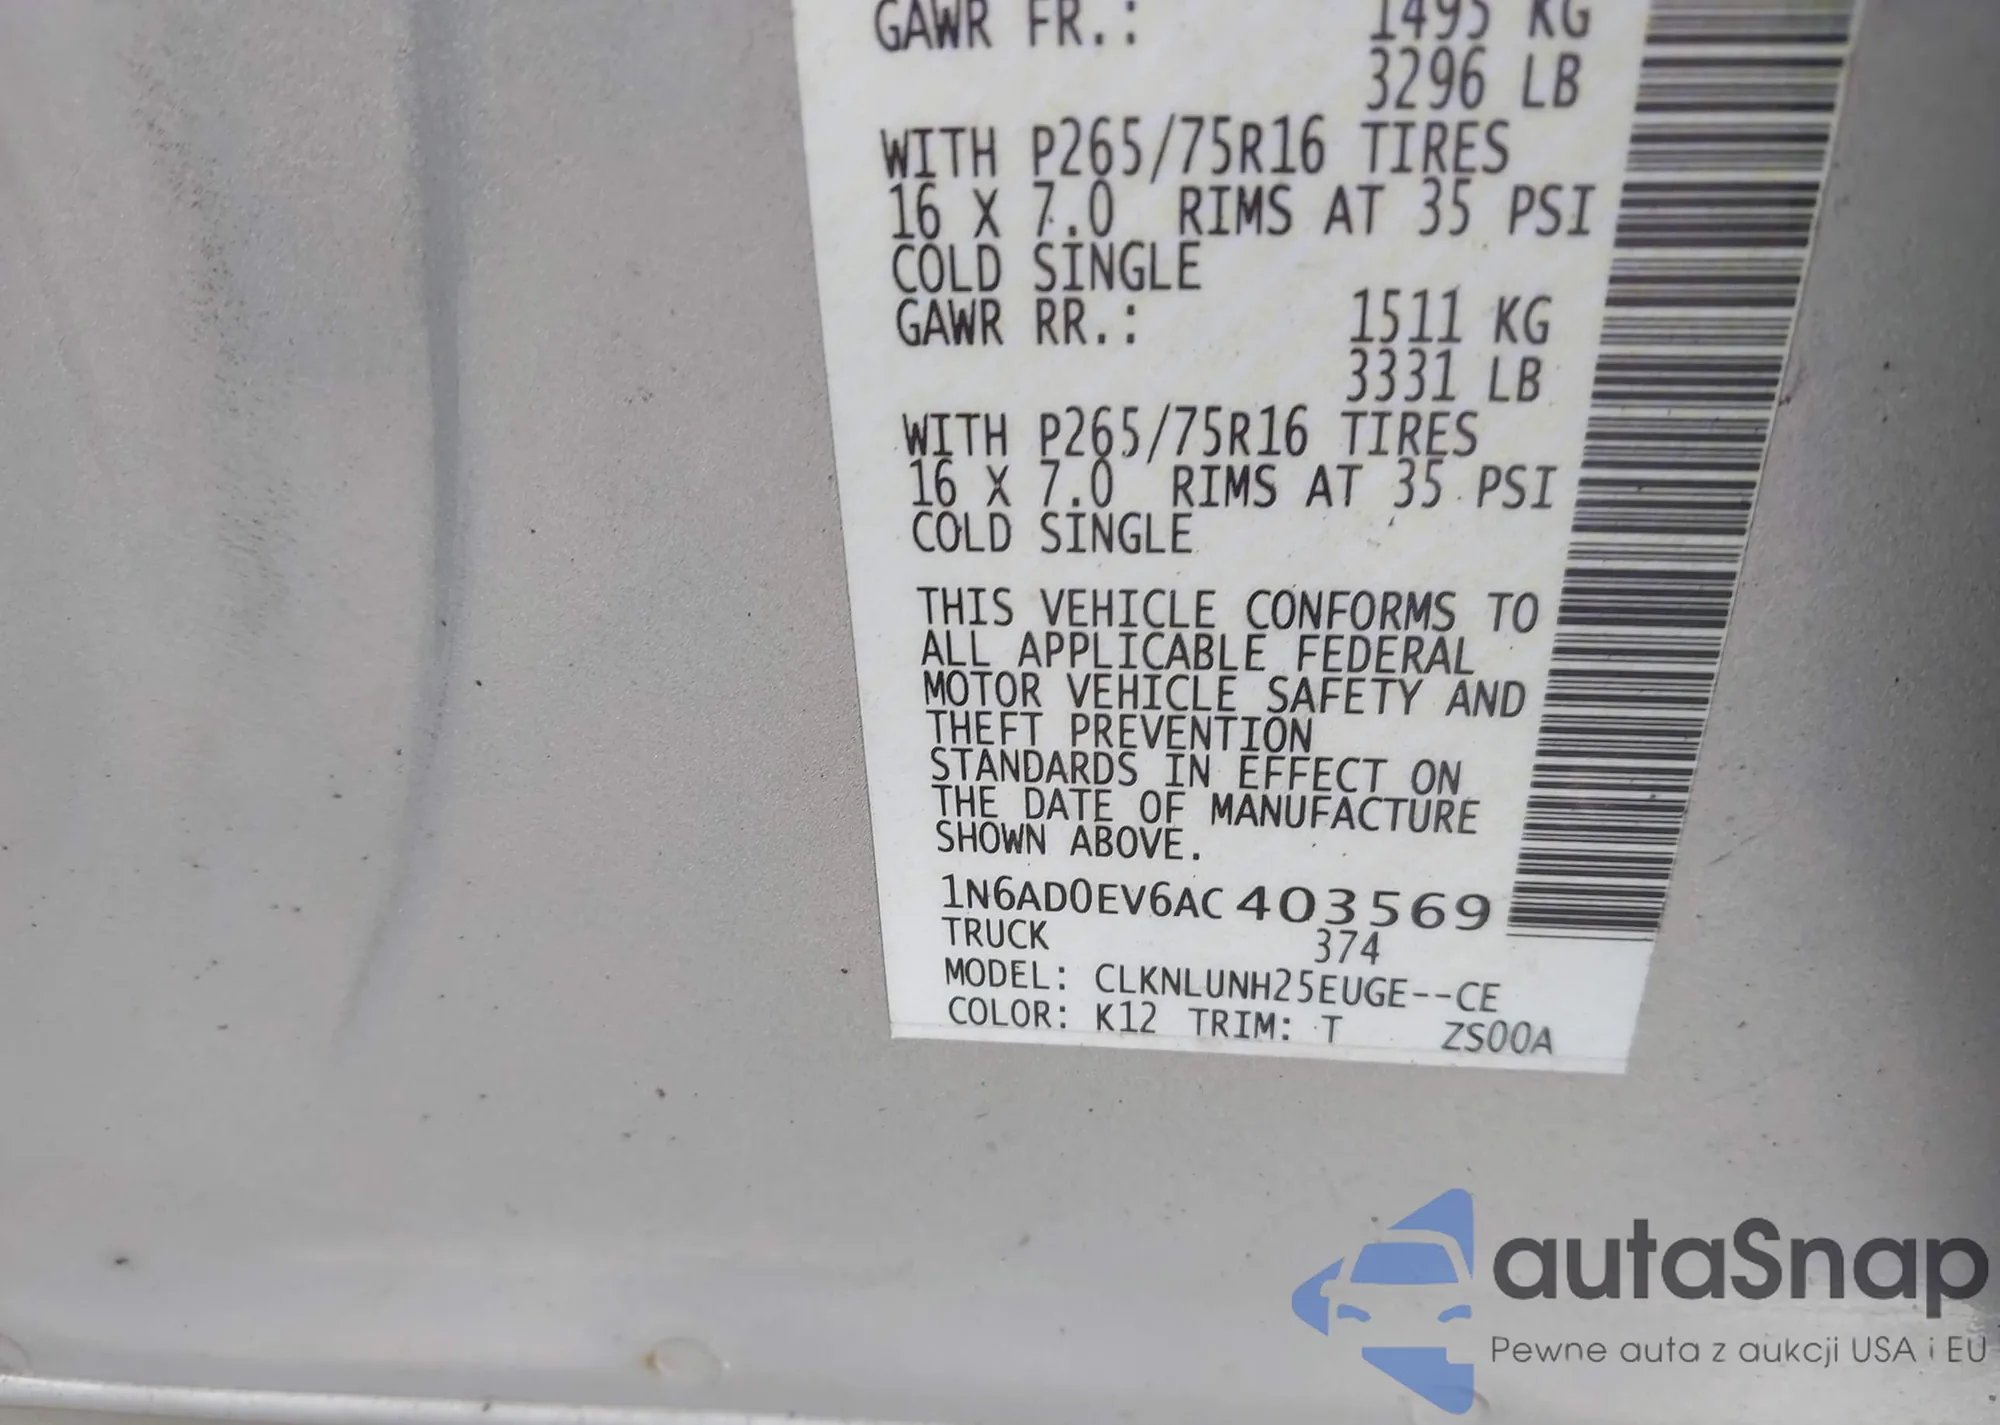 GAWR FR.: 1495 KG
3296 LB
WITH P265/75R16 TIRES
16 X 7.0 RIMS AT 35 PSI
COLD SINGLE
GAWR RR.: 1511 KG
3331 LB
WITH P265/75R16 TIRES
16 X 7.0 RIMS AT 35 PSI
COLD SINGLE
THIS VEHICLE CONFORMS TO
ALL APPLICABLE FEDERAL
MOTOR VEHICLE SAFETY AND
THEFT PREVENTION
STANDARDS IN EFFECT ON
THE DATE OF MANUFACTURE
SHOWN ABOVE.
1N6AD0EV6AC403569
TRUCK 374
MODEL: CLKNLUNH25EUGE--CE
COLOR: K12 TRIM: T ZS00A
autaSnap
Pewne auta z aukcji USA i EU